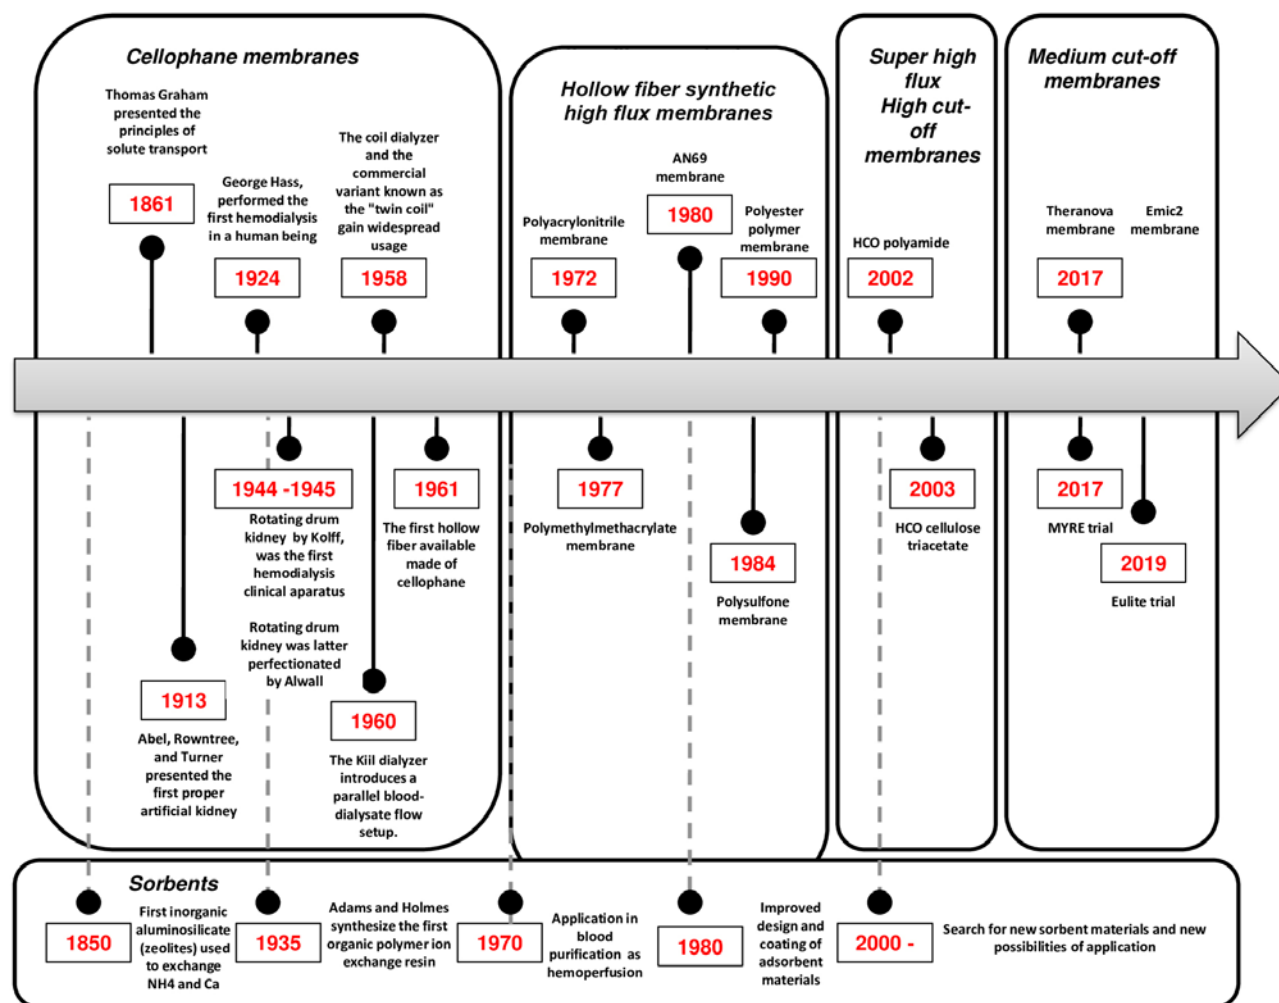 Cellophane membranes
Thomas Graham
presented the
principles of
solute transport
1861
George Hass,
performed the
first hemodialysis
in a human being
1924
The coil dialyzer
and the
commercial
variant known as
the "twin coil"
gain widespread
usage
1958
1944 -1945
Rotating drum
kidney by Kolff,
was the first
hemodialysis
clinical apparatus
Rotating drum
kidney was latter
perfectionated
by Alwall
1961
The first hollow
fiber available
made of
cellophane
1913
Abel, Rowntree,
and Turner
presented the
first proper
artificial kidney
1960
The Kiil dialyzer
introduces a
parallel blood-
dialysate flow
setup.
Hollow fiber synthetic
high flux membranes
Polyacrylonitrile
membrane
1972
AN69
membrane
1980
Polyester
polymer
membrane
1990
1977
Polymethylmethacrylate
membrane
1984
Polysulfone
membrane
Super high
flux
High cut-
off
membranes
HCO polyamide
2002
2003
HCO cellulose
triacetate
Medium cut-off
membranes
Theranova
membrane
2017
Emic2
membrane
2017
MYRE trial
2019
Eulite trial
Sorbents
1850
First inorganic
aluminosilicate
(zeolites) used
to exchange
NH4 and Ca
1935
Adams and Holmes
synthesize the first
organic polymer ion
exchange resin
1970
Application in
blood
purification as
hemoperfusion
1980
Improved
design and
coating of
adsorbent
materials
2000 -
Search for new sorbent materials and new
possibilities of application